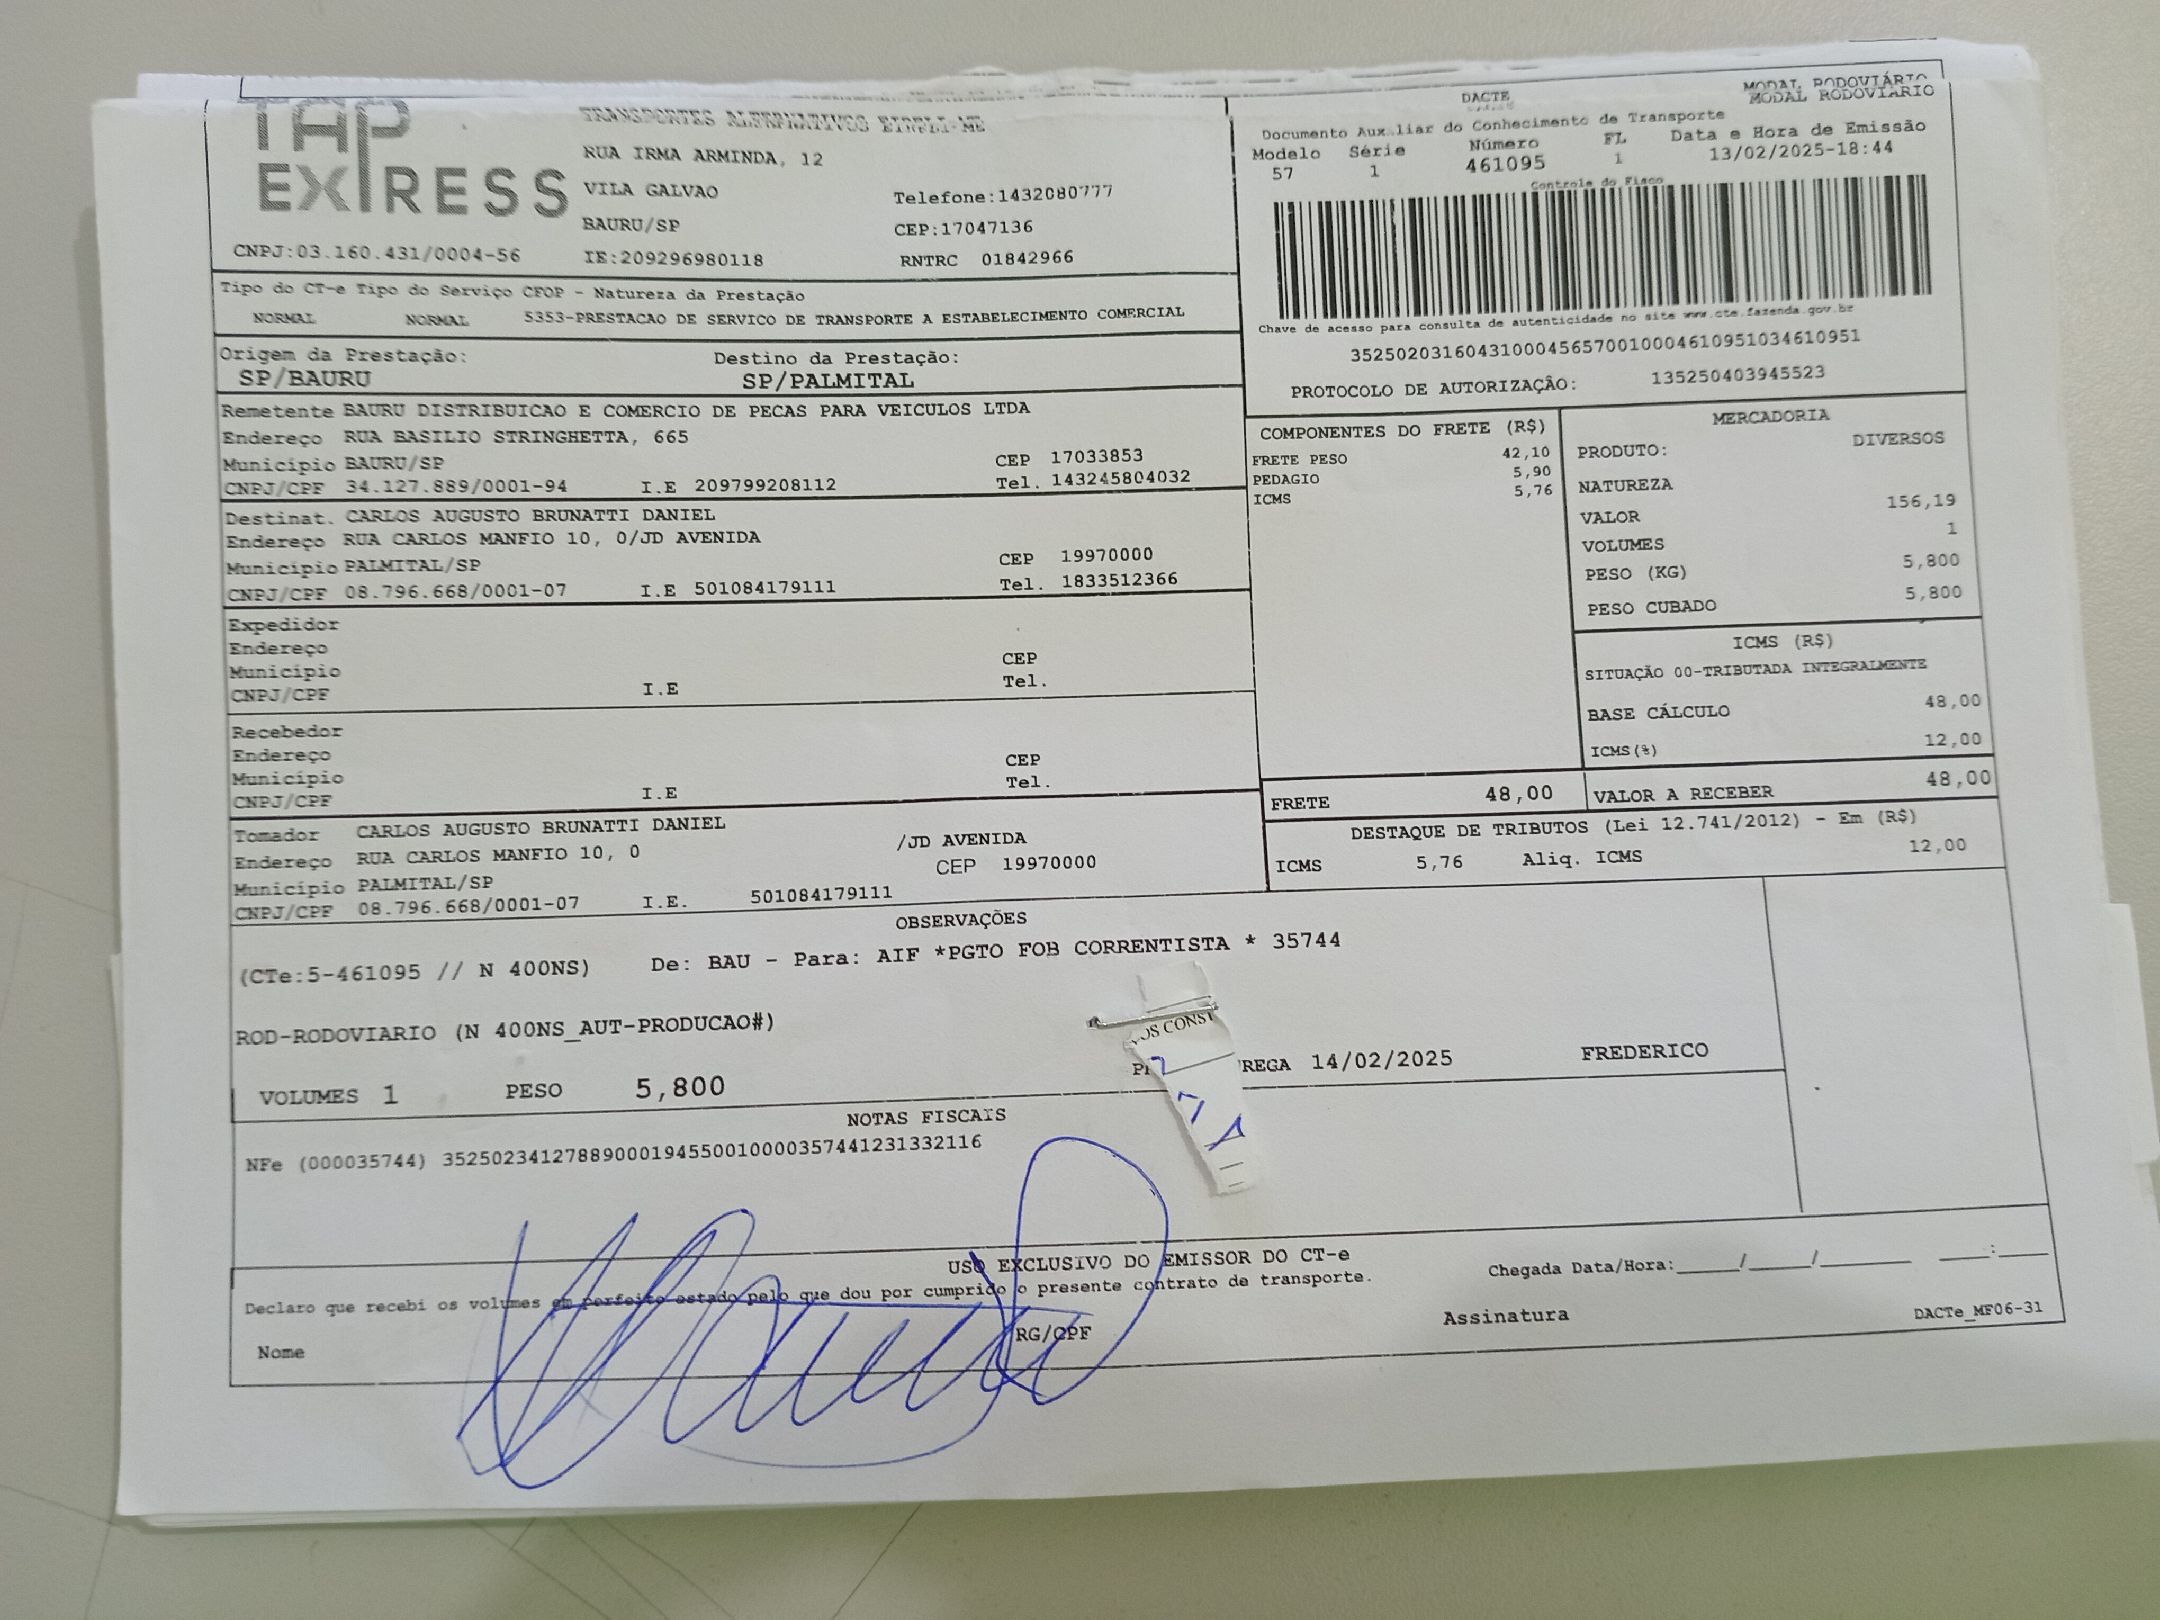 TAP EXPRESS
TRANSPORTES ALTERNATIVOS EIRELI-ME
RUA IRMA ARMINDA, 12
VILA GALVAO Telefone:1432080777
BAURU/SP CEP:17047136
CNPJ:03.160.431/0004-56 IE:209296980118 RNTRC 01842966
MODAL RODOVIÁRIO
MODAL RODOVIÁRIO
DACTE
Documento Auxiliar do Conhecimento de Transporte
Modelo Série Número FL Data e Hora de Emissão
57 1 461095 1 13/02/2025-18:44
Controle do Fisco
Chave de acesso para consulta de autenticidade no site www.cte.fazenda.gov.br
35250203160431000456570010004610951034610951
PROTOCOLO DE AUTORIZAÇÃO: 135250403945523
Tipo do CT-e Tipo do Serviço CFOP - Natureza da Prestação
NORMAL NORMAL 5353-PRESTACAO DE SERVICO DE TRANSPORTE A ESTABELECIMENTO COMERCIAL
Origem da Prestação: Destino da Prestação:
SP/BAURU SP/PALMITAL
Remetente BAURU DISTRIBUICAO E COMERCIO DE PECAS PARA VEICULOS LTDA
Endereço RUA BASILIO STRINGHETTA, 665
Município BAURU/SP CEP 17033853
CNPJ/CPF 34.127.889/0001-94 I.E 209799208112 Tel. 143245804032
Destinat. CARLOS AUGUSTO BRUNATTI DANIEL
Endereço RUA CARLOS MANFIO 10, 0/JD AVENIDA
Município PALMITAL/SP CEP 19970000
CNPJ/CPF 08.796.668/0001-07 I.E 501084179111 Tel. 1833512366
Expedidor
Endereço
Município CEP
CNPJ/CPF I.E Tel.
Recebedor
Endereço
Município CEP
CNPJ/CPF I.E Tel.
Tomador CARLOS AUGUSTO BRUNATTI DANIEL
Endereço RUA CARLOS MANFIO 10, 0 /JD AVENIDA
Município PALMITAL/SP CEP 19970000
CNPJ/CPF 08.796.668/0001-07 I.E. 501084179111
COMPONENTES DO FRETE (R$)
FRETE PESO 42,10
PEDAGIO 5,90
ICMS 5,76
MERCADORIA
PRODUTO: DIVERSOS
NATUREZA
VALOR 156,19
VOLUMES 1
PESO (KG) 5,800
PESO CUBADO 5,800
ICMS (R$)
SITUAÇÃO 00-TRIBUTADA INTEGRALMENTE
BASE CÁLCULO 48,00
ICMS(%) 12,00
FRETE 48,00 VALOR A RECEBER 48,00
DESTAQUE DE TRIBUTOS (Lei 12.741/2012) - Em (R$)
ICMS 5,76 Aliq. ICMS 12,00
OBSERVAÇÕES
(CTe:5-461095 // N 400NS) De: BAU - Para: AIF *PGTO FOB CORRENTISTA * 35744
OS CONST
ROD-RODOVIARIO (N 400NS_AUT-PRODUCAO#)
REGA 14/02/2025 FREDERICO
VOLUMES 1 PESO 5,800
NOTAS FISCAIS
NFe (000035744) 35250234127889000194550010000357441231332116
USO EXCLUSIVO DO EMISSOR DO CT-e
Declaro que recebi os volumes em perfeito estado pelo que dou por cumprido o presente contrato de transporte.
Chegada Data/Hora:_____/_____/_______ ____:____
Nome RG/CPF Assinatura DACTe_MF06-31